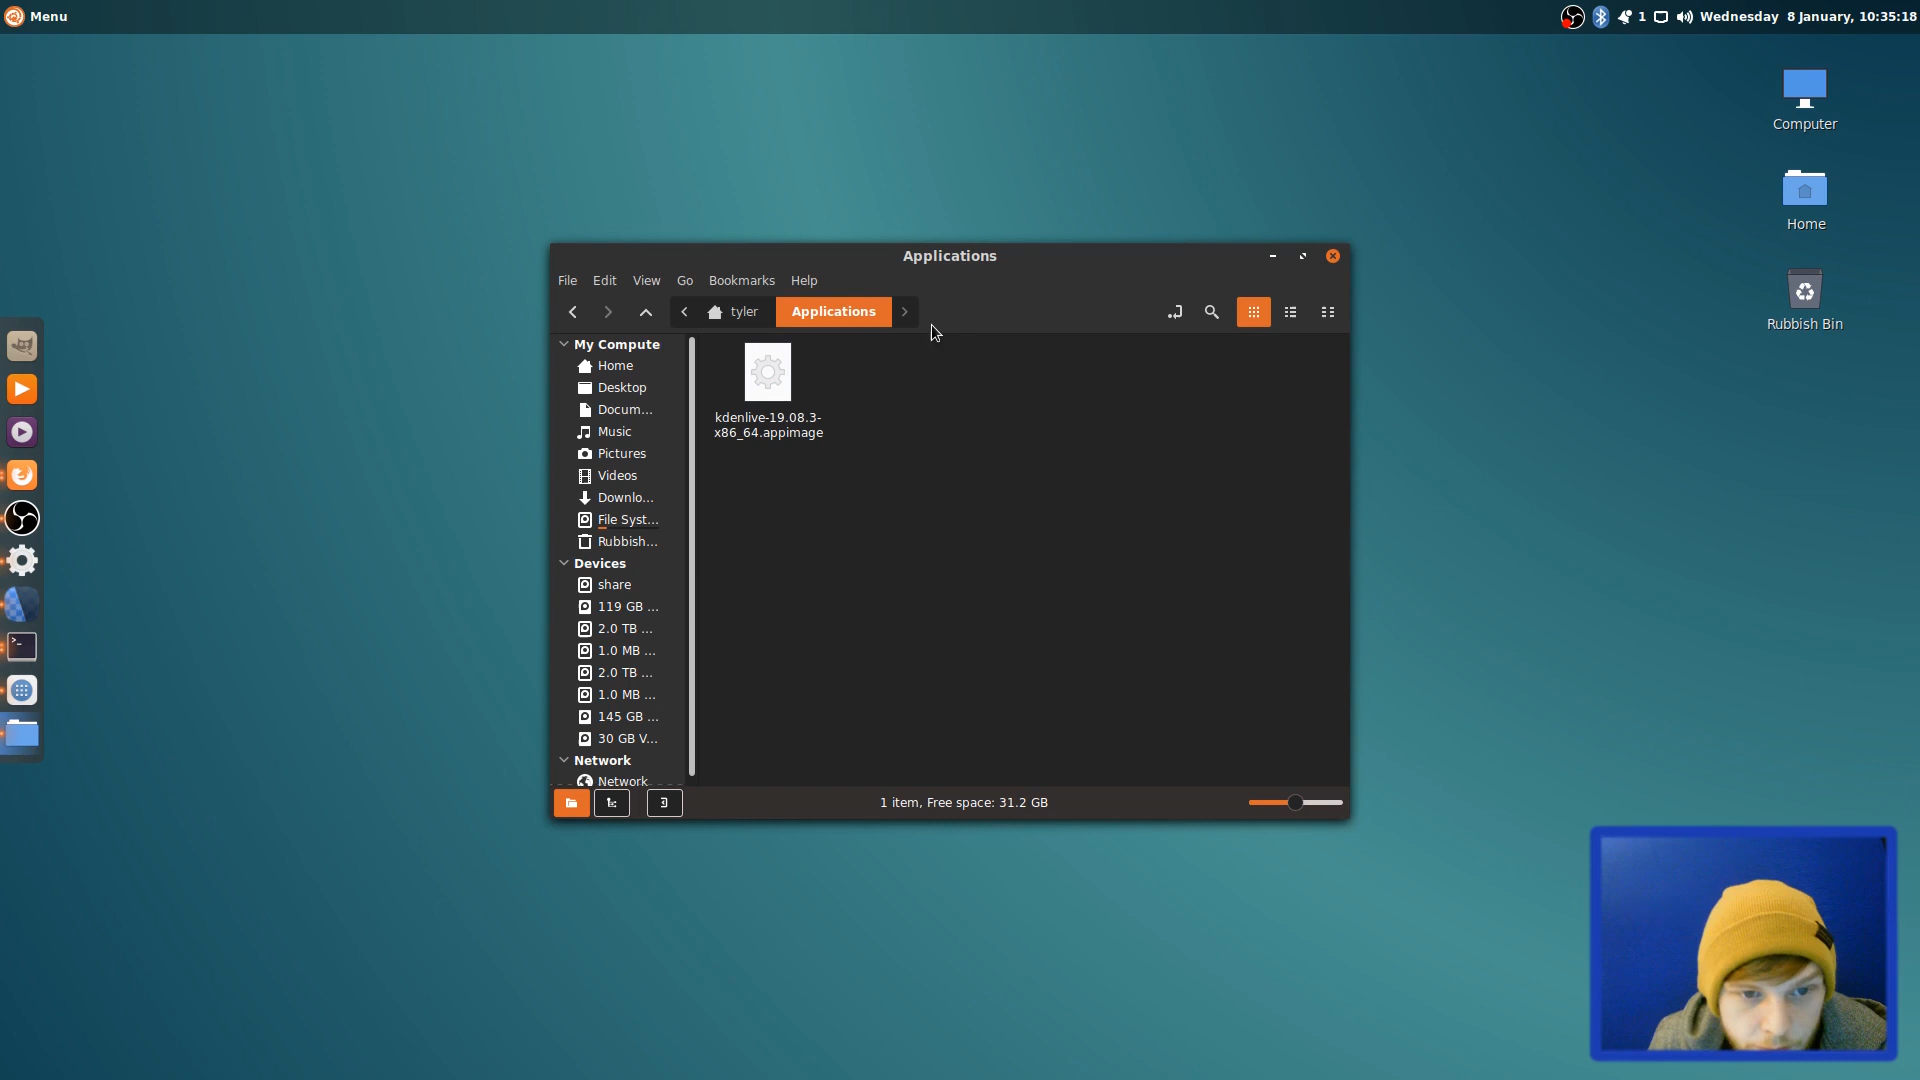 Menu
1
Wednesday 8 January, 10:35:18
Computer
Home
Rubbish Bin
Applications
File Edit View Go Bookmarks Help
tyler Applications
My Compute
Home
Desktop
Docum...
Music
Pictures
Videos
Downlo...
File Syst...
Rubbish...
Devices
share
119 GB ...
2.0 TB ...
1.0 MB ...
2.0 TB ...
1.0 MB ...
145 GB ...
30 GB V...
Network
Network
kdenlive-19.08.3-
x86_64.appimage
1 item, Free space: 31.2 GB